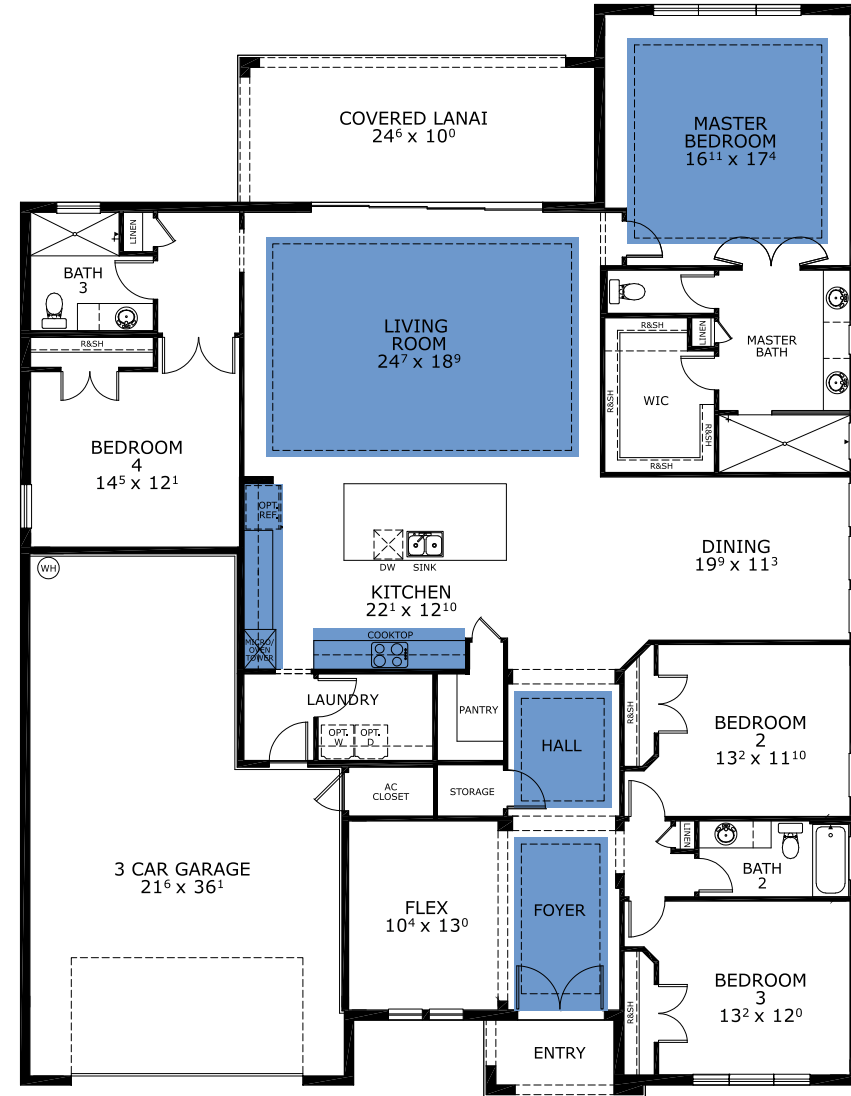 COVERED LANAI
24⁶ x 10⁰
MASTER
BEDROOM
16¹¹ x 17⁴
LINEN
BATH
3
R&SH
LIVING
ROOM
24⁷ x 18⁹
R&SH
LINEN
MASTER
BATH
WIC
R&SH
R&SH
R&SH
BEDROOM
4
14⁵ x 12¹
OPT.
REF.
DW
SINK
DINING
19⁹ x 11³
WH
KITCHEN
22¹ x 12¹⁰
COOKTOP
MICRO/
OVEN
TOWER
LAUNDRY
OPT.
W
OPT.
D
PANTRY
HALL
R&SH
BEDROOM
2
13² x 11¹⁰
AC
CLOSET
STORAGE
LINEN
BATH
2
3 CAR GARAGE
21⁶ x 36¹
FLEX
10⁴ x 13⁰
FOYER
R&SH
BEDROOM
3
13² x 12⁰
ENTRY